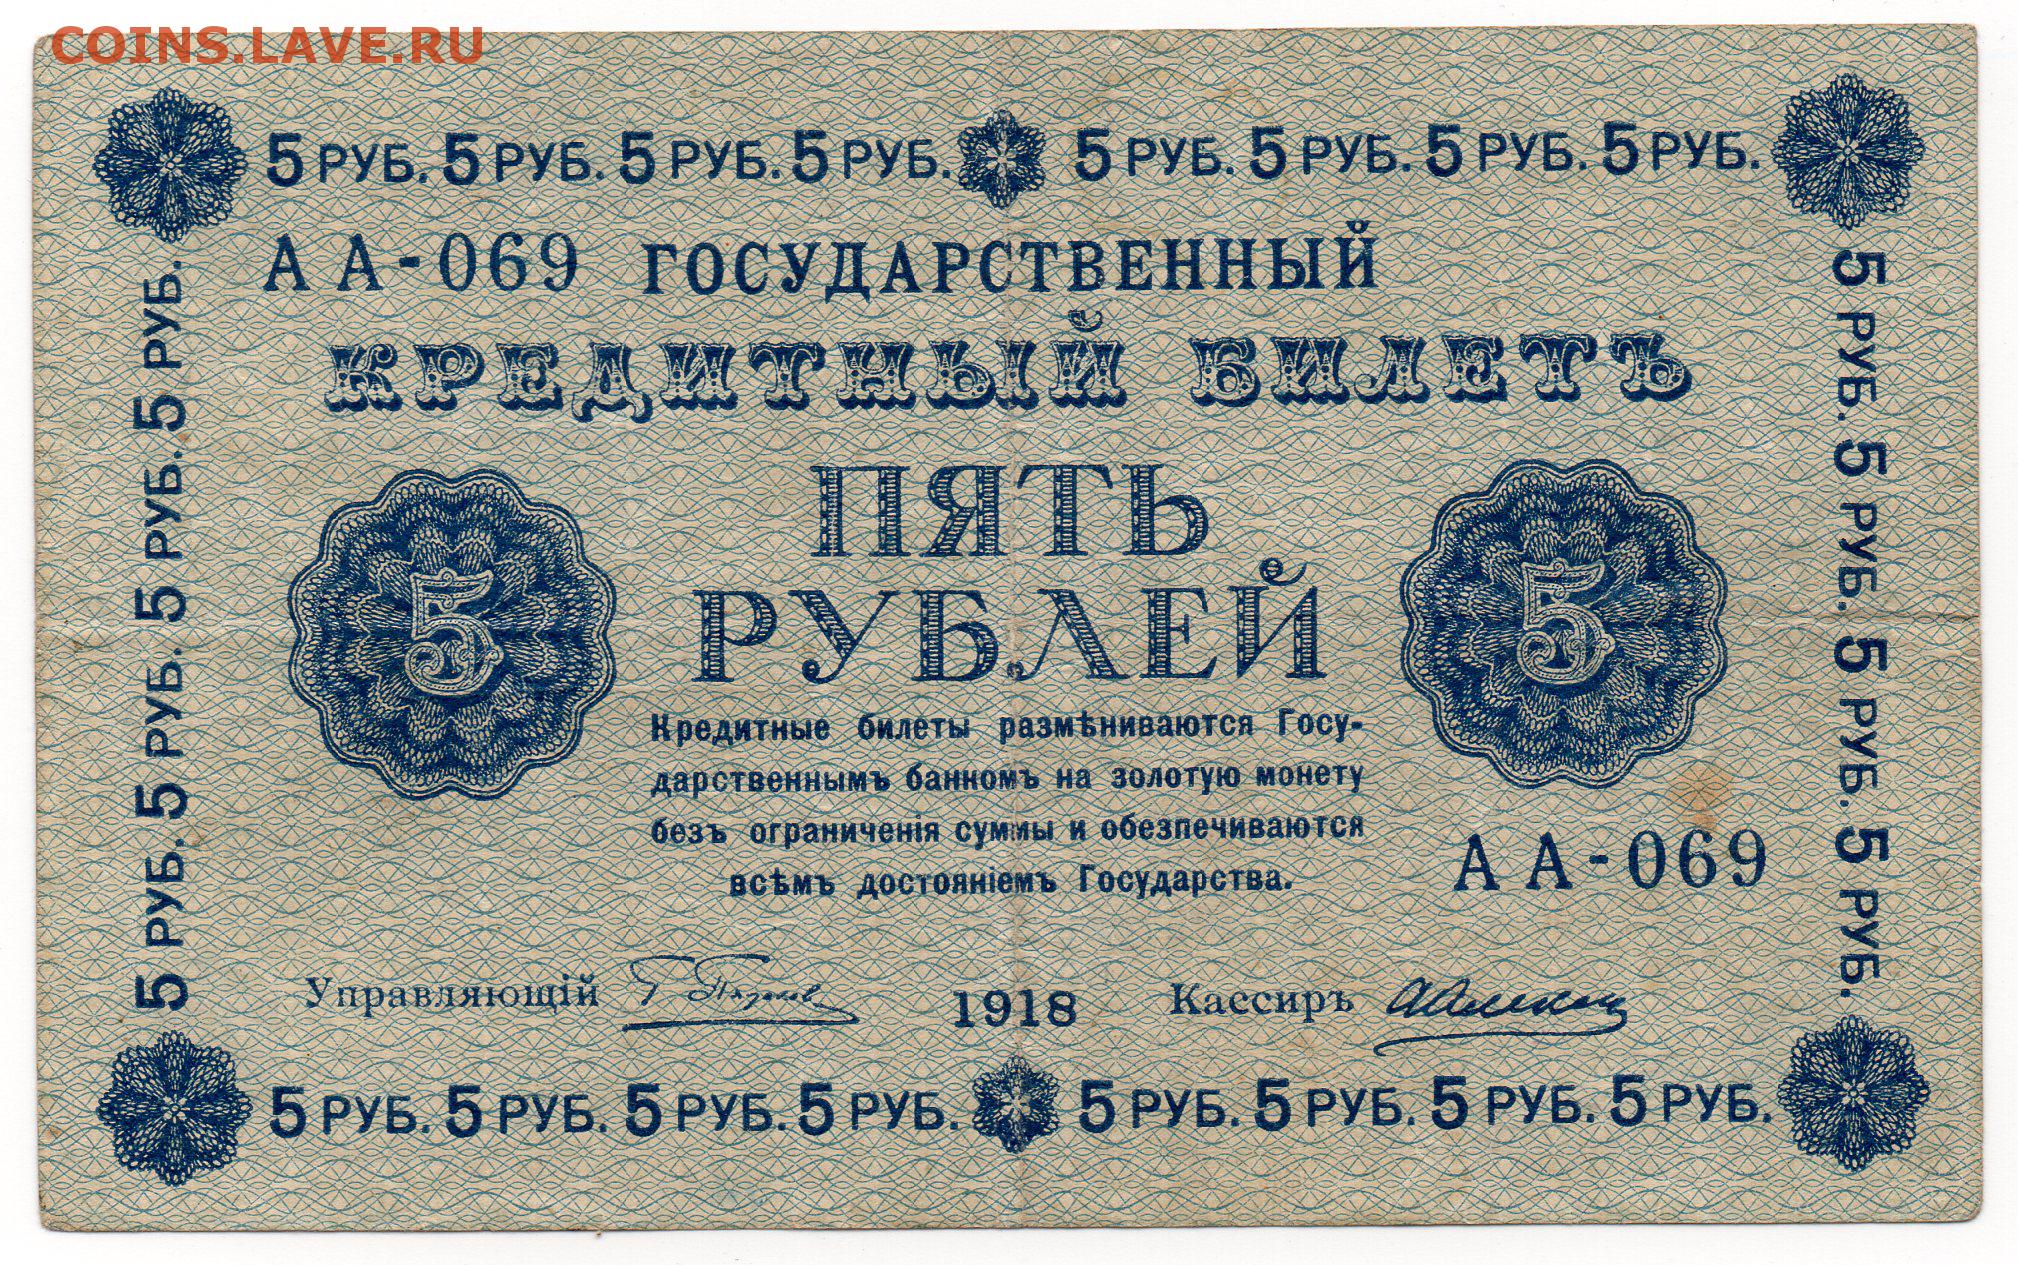 COINS.LAVE.RU
5 РУБ. 5 РУБ. 5 РУБ. 5 РУБ. 5 РУБ. 5 РУБ. 5 РУБ. 5 РУБ.
АА-069 ГОСУДАРСТВЕННЫЙ
КРЕДИТНЫЙ БИЛЕТЪ
5 РУБ. 5 РУБ. 5 РУБ. 5 РУБ.
5
ПЯТЬ
РУБЛЕЙ
5
5 РУБ. 5 РУБ. 5 РУБ. 5 РУБ.
Кредитные билеты размѣниваются Госу-
дарственнымъ банкомъ на золотую монету
безъ ограниченія суммы и обезпечиваются
всѣмъ достояніемъ Государства.
АА-069
Управляющій 1918 Кассиръ
5 РУБ. 5 РУБ. 5 РУБ. 5 РУБ. 5 РУБ. 5 РУБ. 5 РУБ. 5 РУБ.